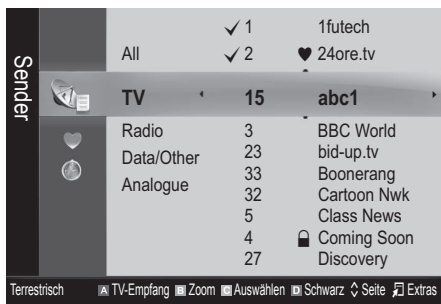 Sender
✓ 1 1futech
All ✓ 2 ♥ 24ore.tv
TV 15 abc1
Radio 3 BBC World
Data/Other 23 bid-up.tv
Analogue 33 Boonerang
32 Cartoon Nwk
5 Class News
4 Coming Soon
27 Discovery
Terrestrisch A TV-Empfang B Zoom C Auswählen D Schwarz Seite Extras